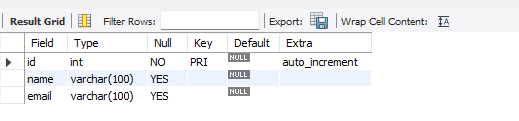 Result Grid Filter Rows: Export: Wrap Cell Content: IA
Field Type Null Key Default Extra
id int NO PRI NULL auto_increment
name varchar(100) YES NULL
email varchar(100) YES NULL